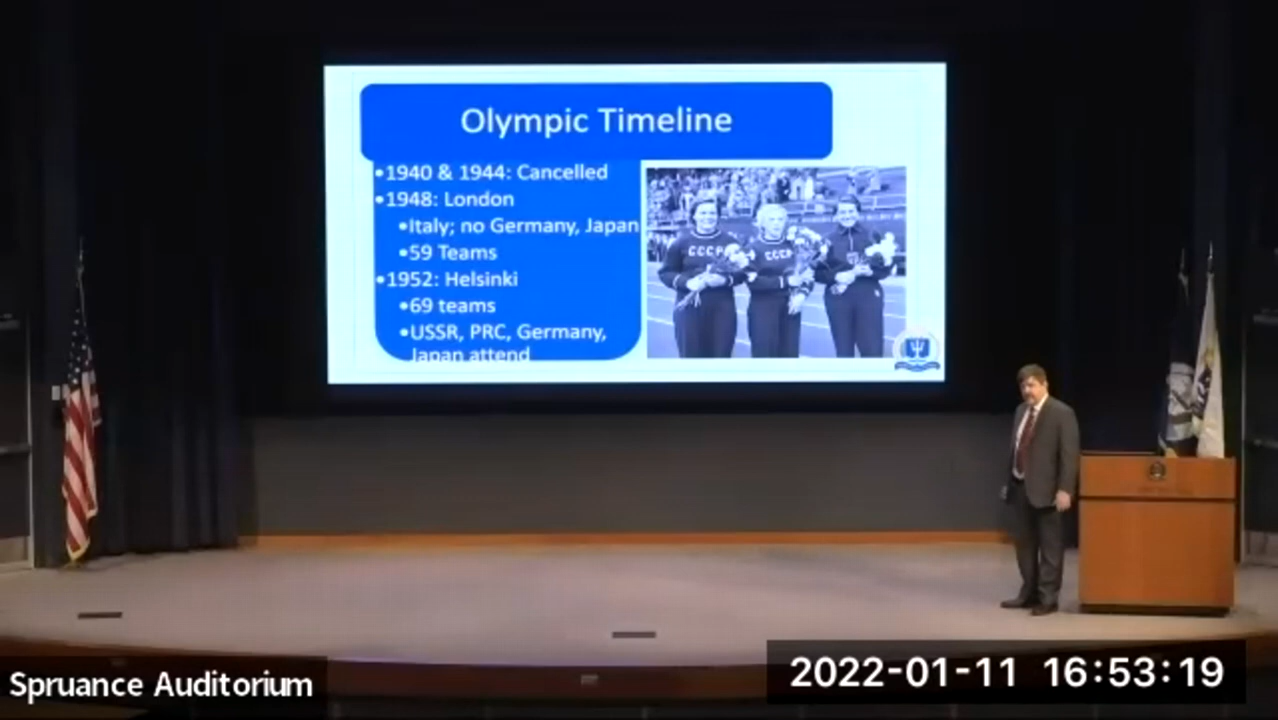 Olympic Timeline
•1940 & 1944: Cancelled
•1948: London
•Italy; no Germany, Japan
•59 Teams
•1952: Helsinki
•69 teams
•USSR, PRC, Germany,
Japan attend
CCCP
CCCP
Spruance Auditorium
2022-01-11 16:53:19